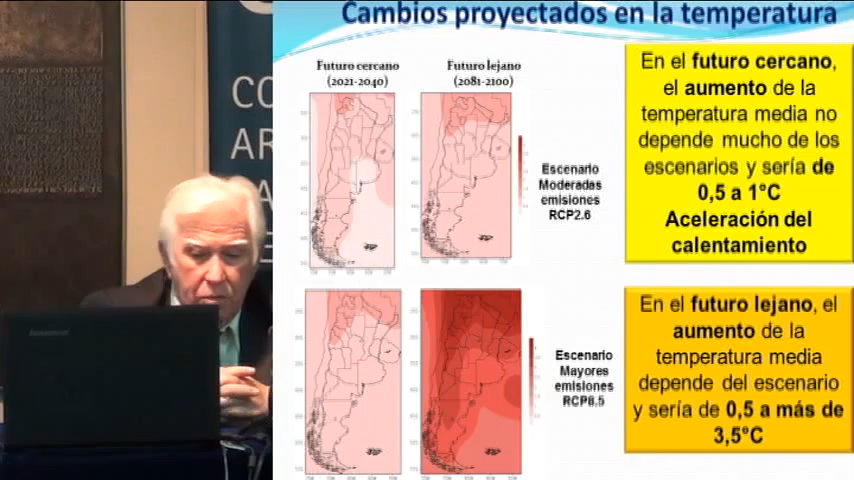 Cambios proyectados en la temperatura
Futuro cercano
(2021-2040)
Futuro lejano
(2081-2100)
Escenario
Moderadas
emisiones
RCP2.6
Escenario
Mayores
emisiones
RCP8.5
En el futuro cercano,
el aumento de la
temperatura media no
depende mucho de los
escenarios y sería de
0,5 a 1°C
Aceleración del
calentamiento
En el futuro lejano, el
aumento de la
temperatura media
depende del escenario
y sería de 0,5 a más de
3,5°C
CO
AR